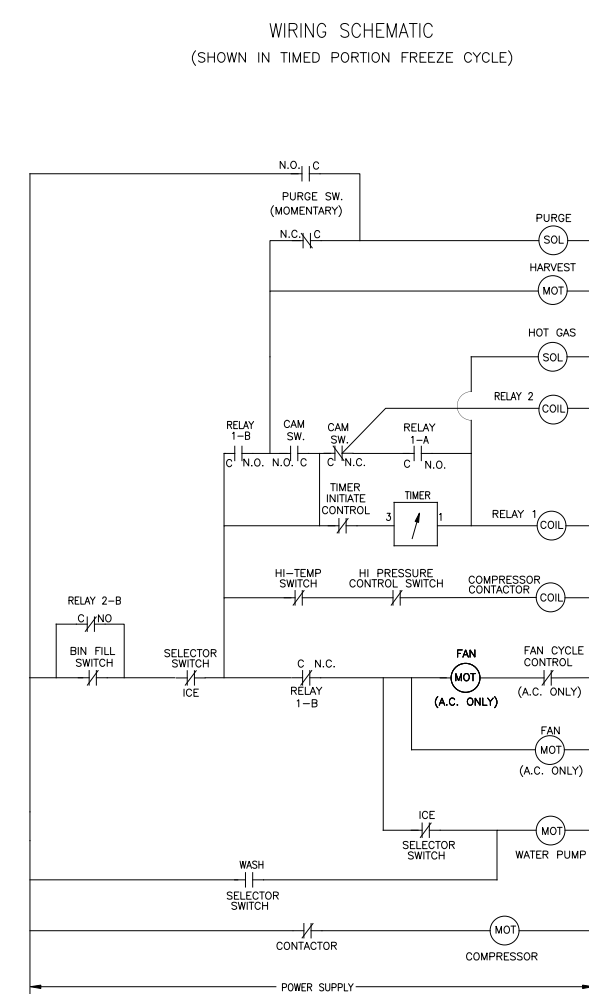 WIRING SCHEMATIC
(SHOWN IN TIMED PORTION FREEZE CYCLE)
N.O. C
PURGE SW.
(MOMENTARY)
N.C. C
PURGE
SOL
HARVEST
MOT
HOT GAS
SOL
RELAY 2
COIL
RELAY
1-B
C N.O.
CAM
SW.
N.O. C
CAM
SW.
C N.C.
RELAY
1-A
C N.O.
TIMER
INITIATE
CONTROL
TIMER
3 1
RELAY 1
COIL
HI-TEMP
SWITCH
HI PRESSURE
CONTROL SWITCH
COMPRESSOR
CONTACTOR
COIL
RELAY 2-B
C NO
BIN FILL
SWITCH
SELECTOR
SWITCH
ICE
C N.C.
RELAY
1-B
FAN
MOT
(A.C. ONLY)
FAN CYCLE
CONTROL
(A.C. ONLY)
FAN
MOT
(A.C. ONLY)
ICE
SELECTOR
SWITCH
MOT
WATER PUMP
WASH
SELECTOR
SWITCH
CONTACTOR
MOT
COMPRESSOR
POWER SUPPLY